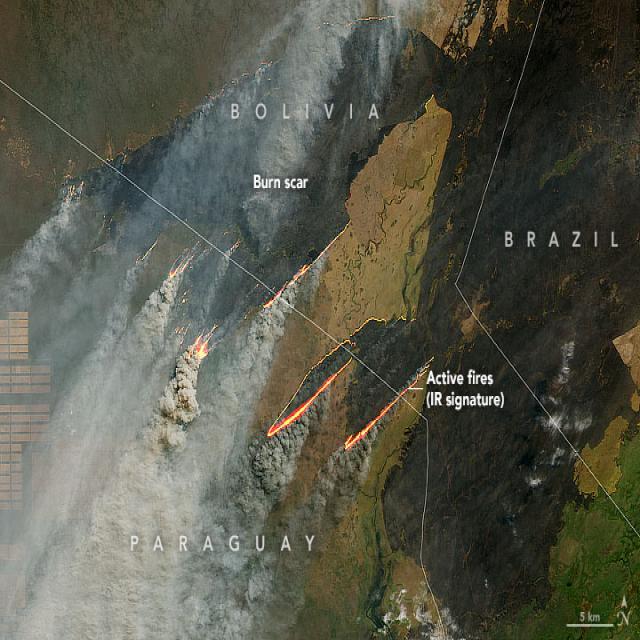 BOLIVIA
Burn scar
BRAZIL
Active fires
(IR signature)
PARAGUAY
5 km
N